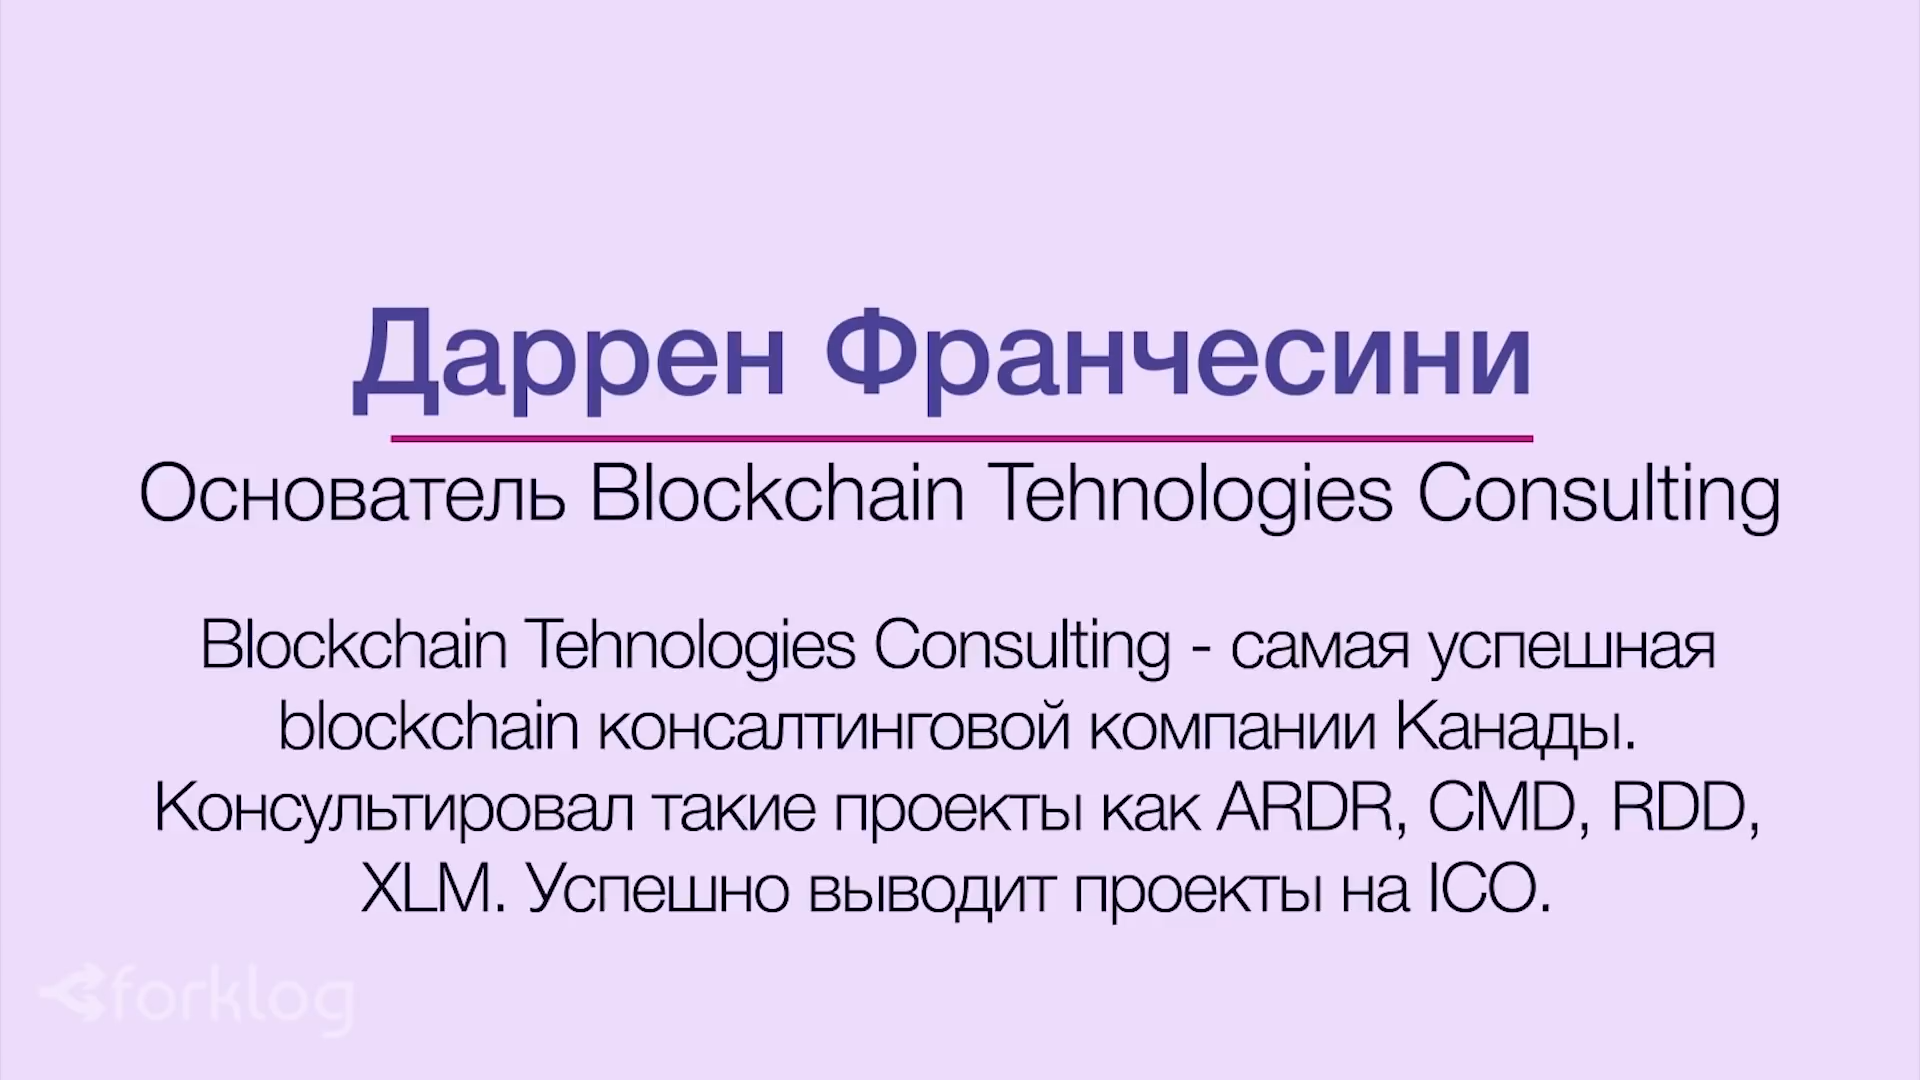 Даррен Франчесини
Основатель Blockchain Tehnologies Consulting
Blockchain Tehnologies Consulting - самая успешная
blockchain консалтинговой компании Канады.
Консультировал такие проекты как ARDR, CMD, RDD,
XLM. Успешно выводит проекты на ICO.
forklog